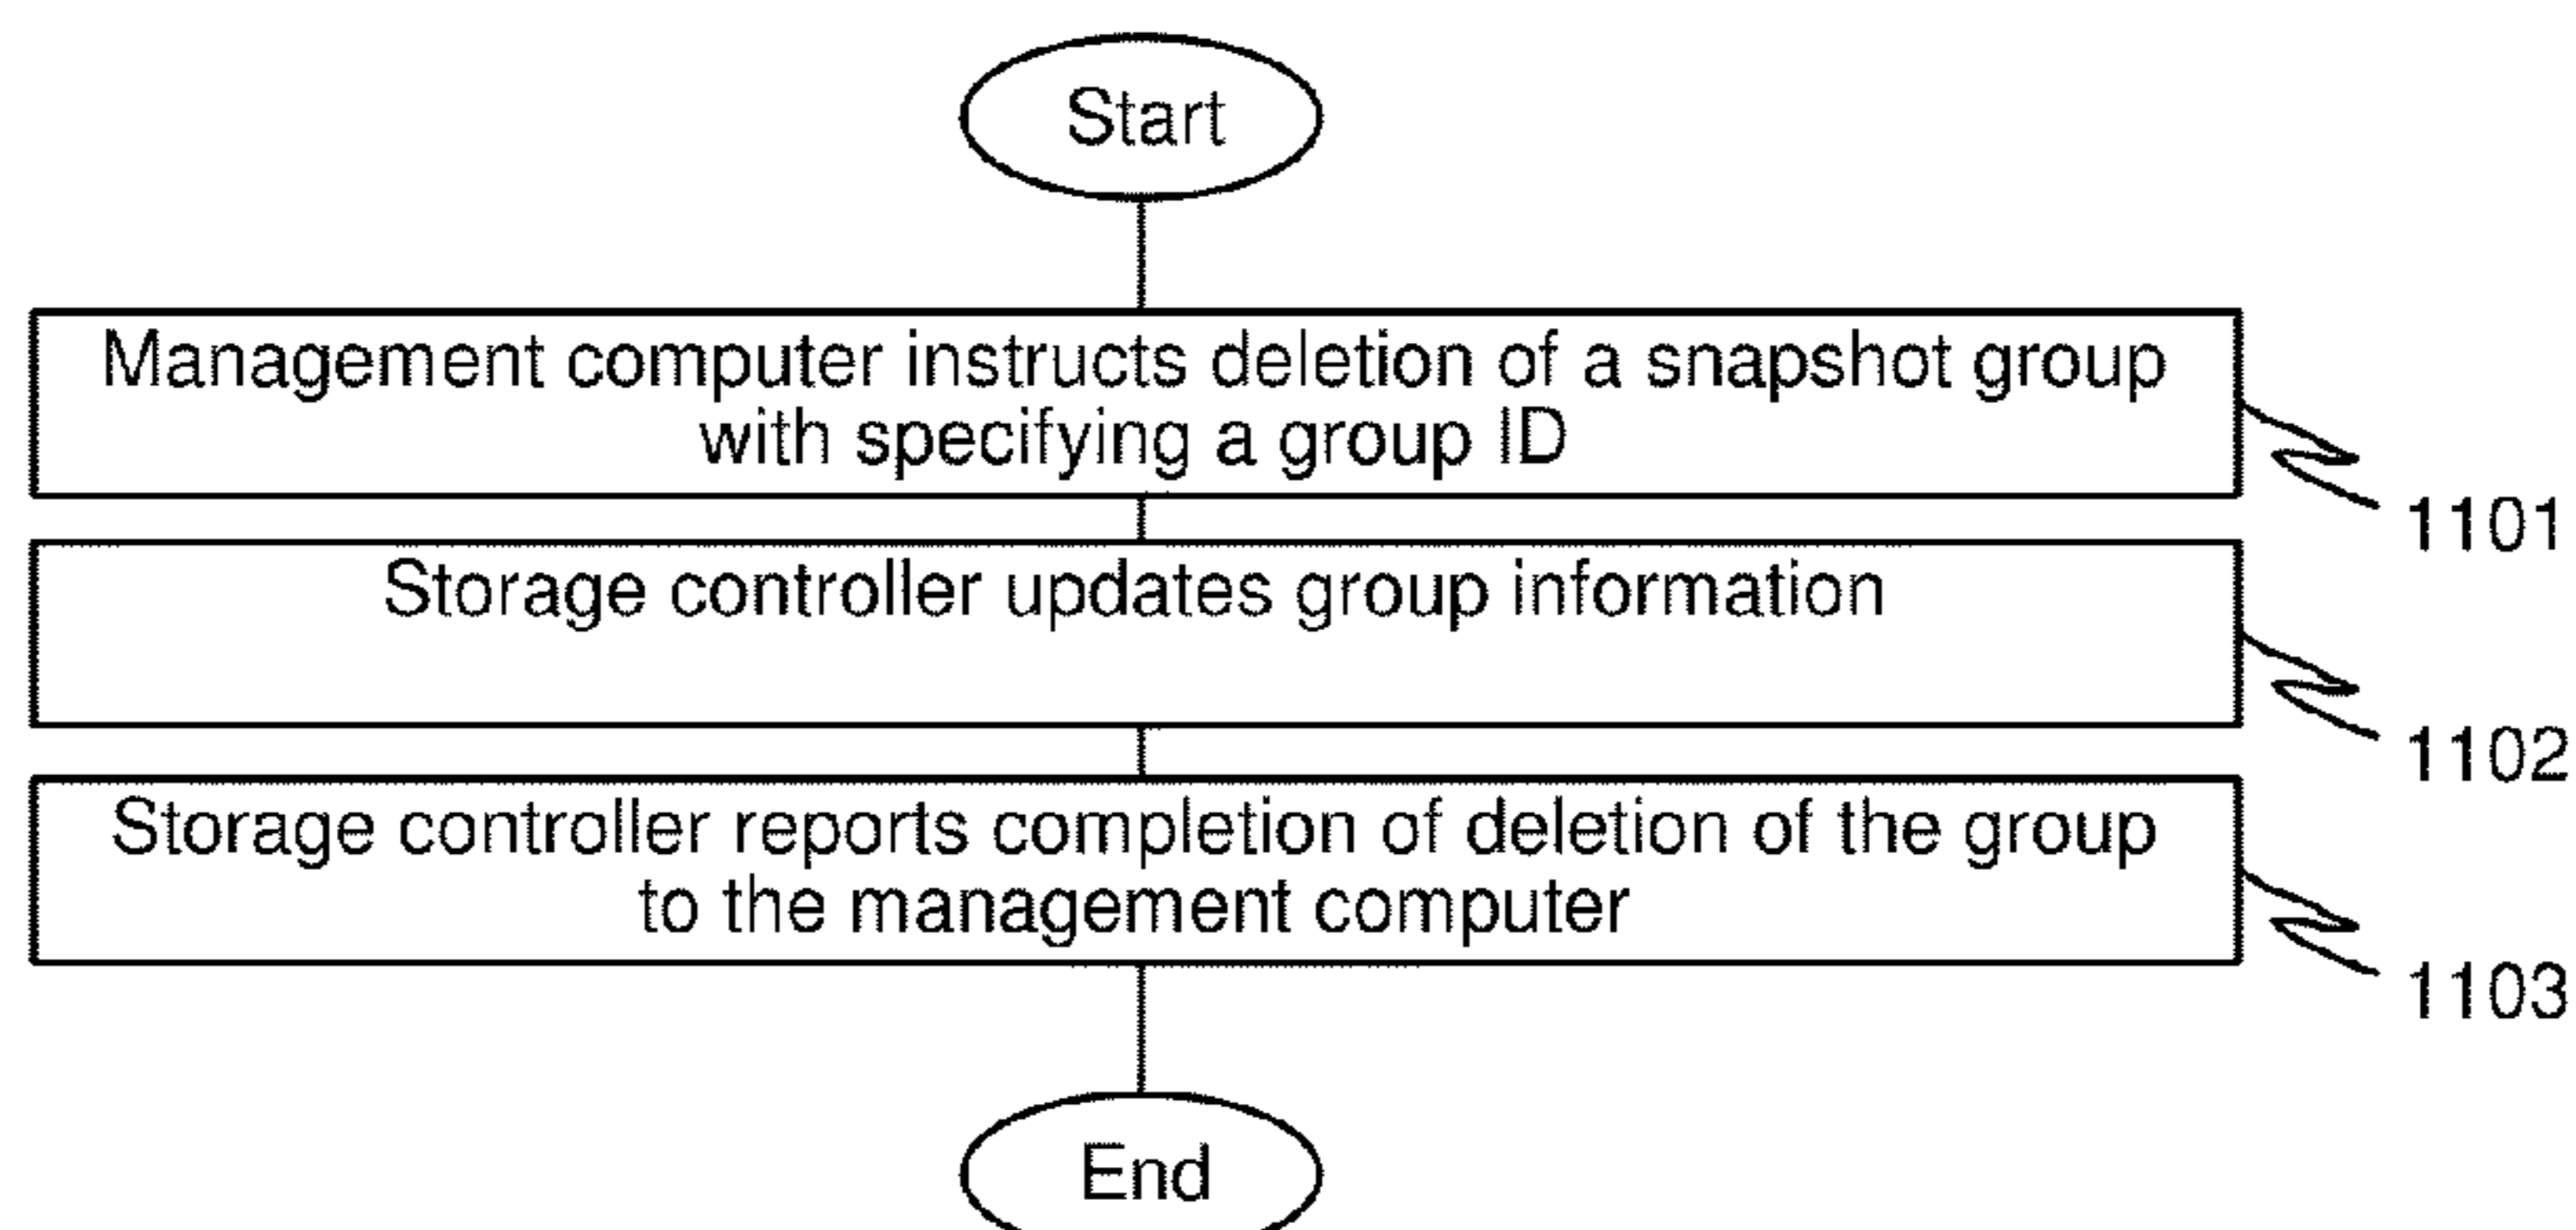 Start
Management computer instructs deletion of a snapshot group
with specifying a group ID
1101
Storage controller updates group information
1102
Storage controller reports completion of deletion of the group
to the management computer
1103
End